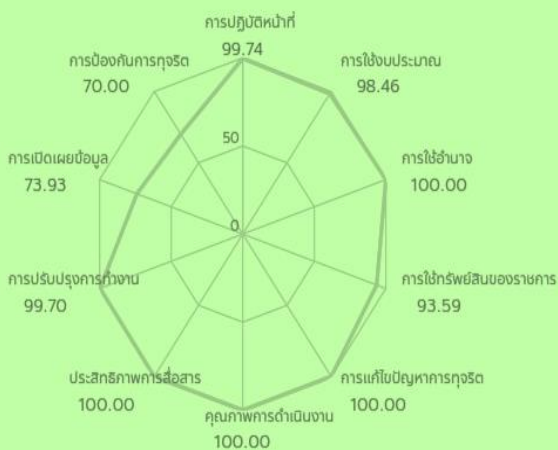 การปฏิบัติหน้าที่
99.74
การใช้งบประมาณ
98.46
การใช้อำนาจ
100.00
การใช้ทรัพย์สินของราชการ
93.59
การแก้ไขปัญหาการทุจริต
100.00
คุณภาพการดำเนินงาน
100.00
ประสิทธิภาพการสื่อสาร
100.00
การปรับปรุงการทำงาน
99.70
การเปิดเผยข้อมูล
73.93
การป้องกันการทุจริต
70.00
50
0